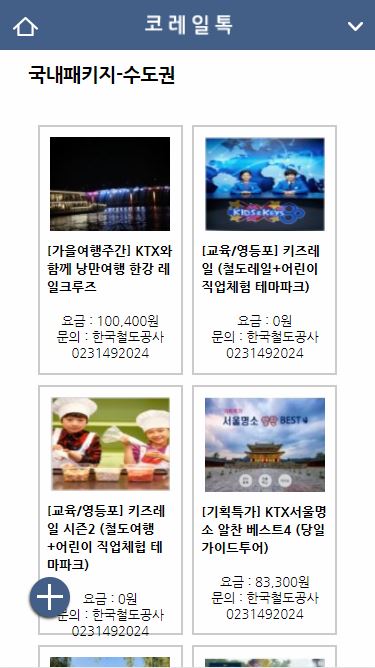 코레일톡
국내패키지-수도권
[가을여행주간] KTX와
함께 낭만여행 한강 레
일크루즈
요금 : 100,400원
문의 : 한국철도공사
0231492024
KIDS&KEYS
[교육/영등포] 키즈레
일 (철도레일+어린이
직업체험 테마파크)
요금 : 0원
문의 : 한국철도공사
0231492024
[교육/영등포] 키즈레
일 시즌2 (철도여행
+어린이 직업체험 테
마파크)
요금 : 0원
문의 : 한국철도공사
0231492024
기획특가
서울명소 알찬 BEST4
[기획특가] KTX서울명
소 알찬 베스트4 (당일
가이드투어)
요금 : 83,300원
문의 : 한국철도공사
0231492024